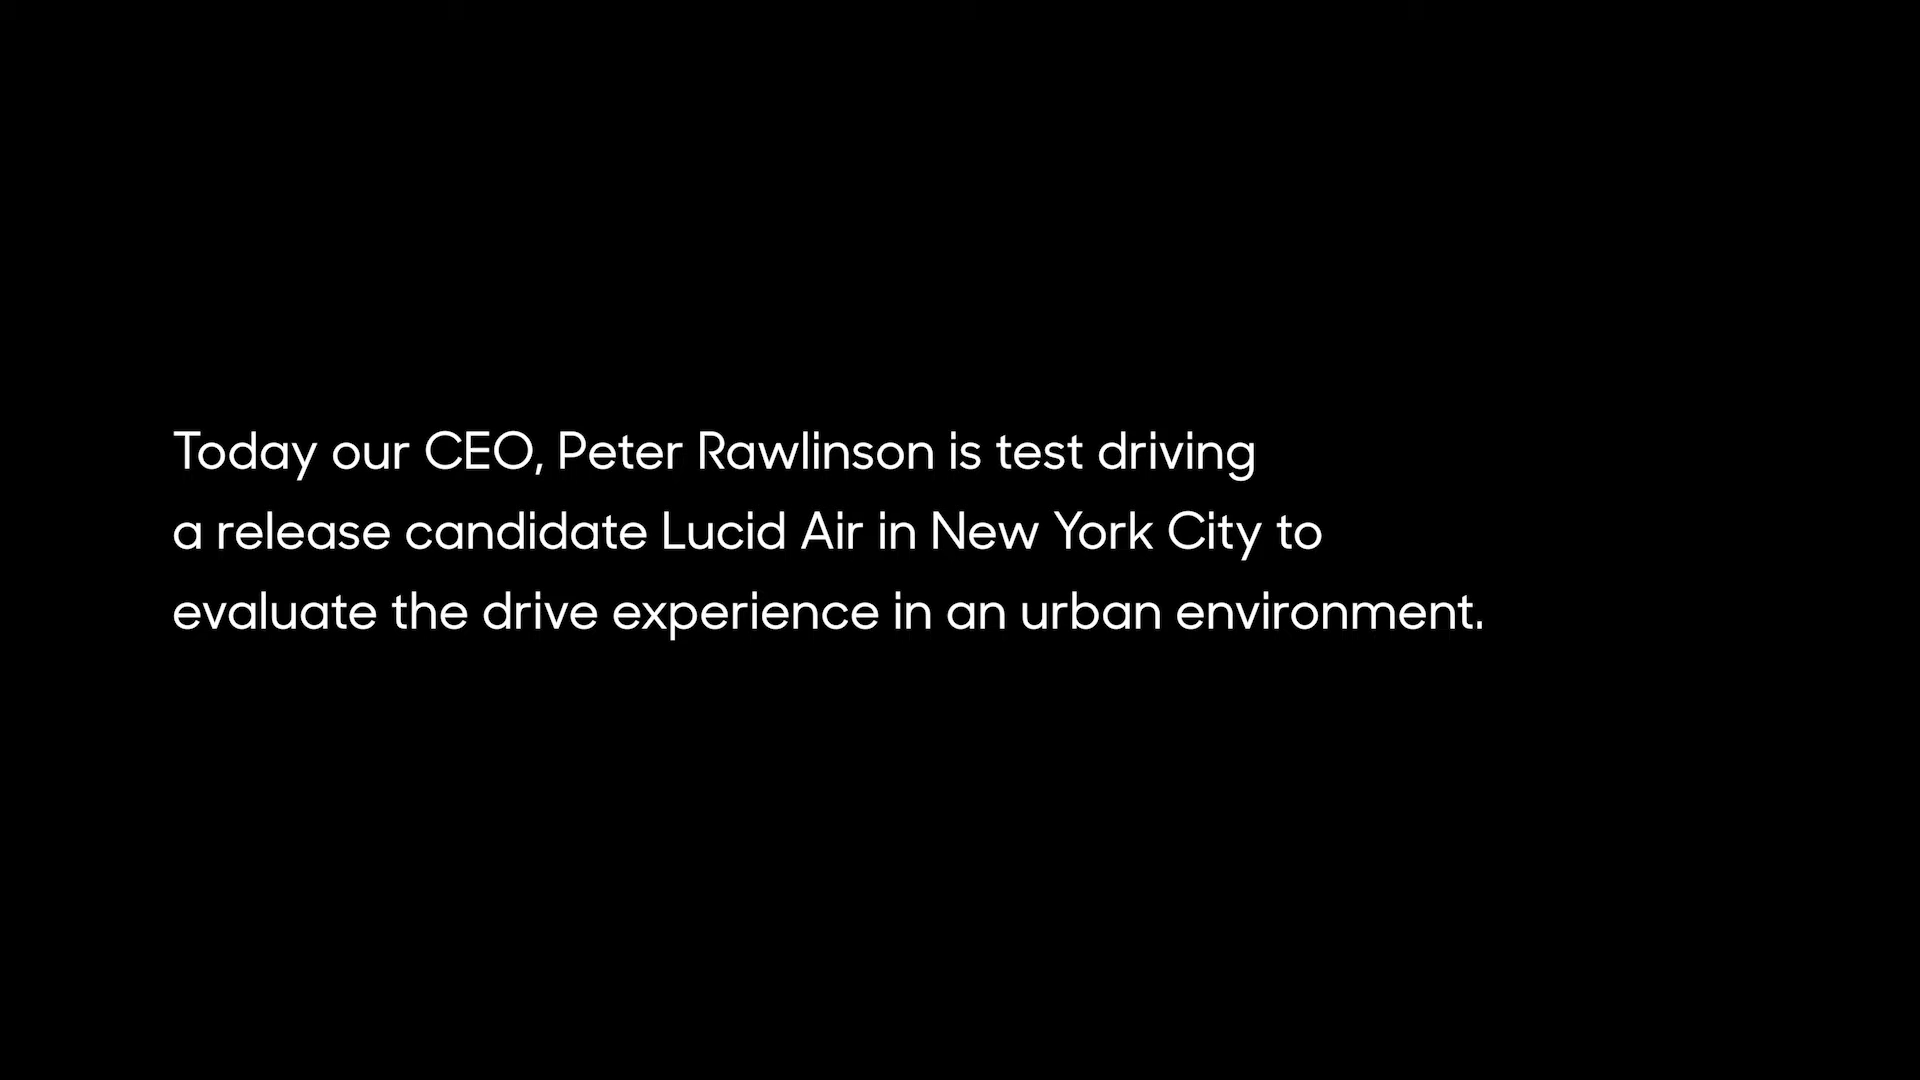 Today our CEO, Peter Rawlinson is test driving
a release candidate Lucid Air in New York City to
evaluate the drive experience in an urban environment.